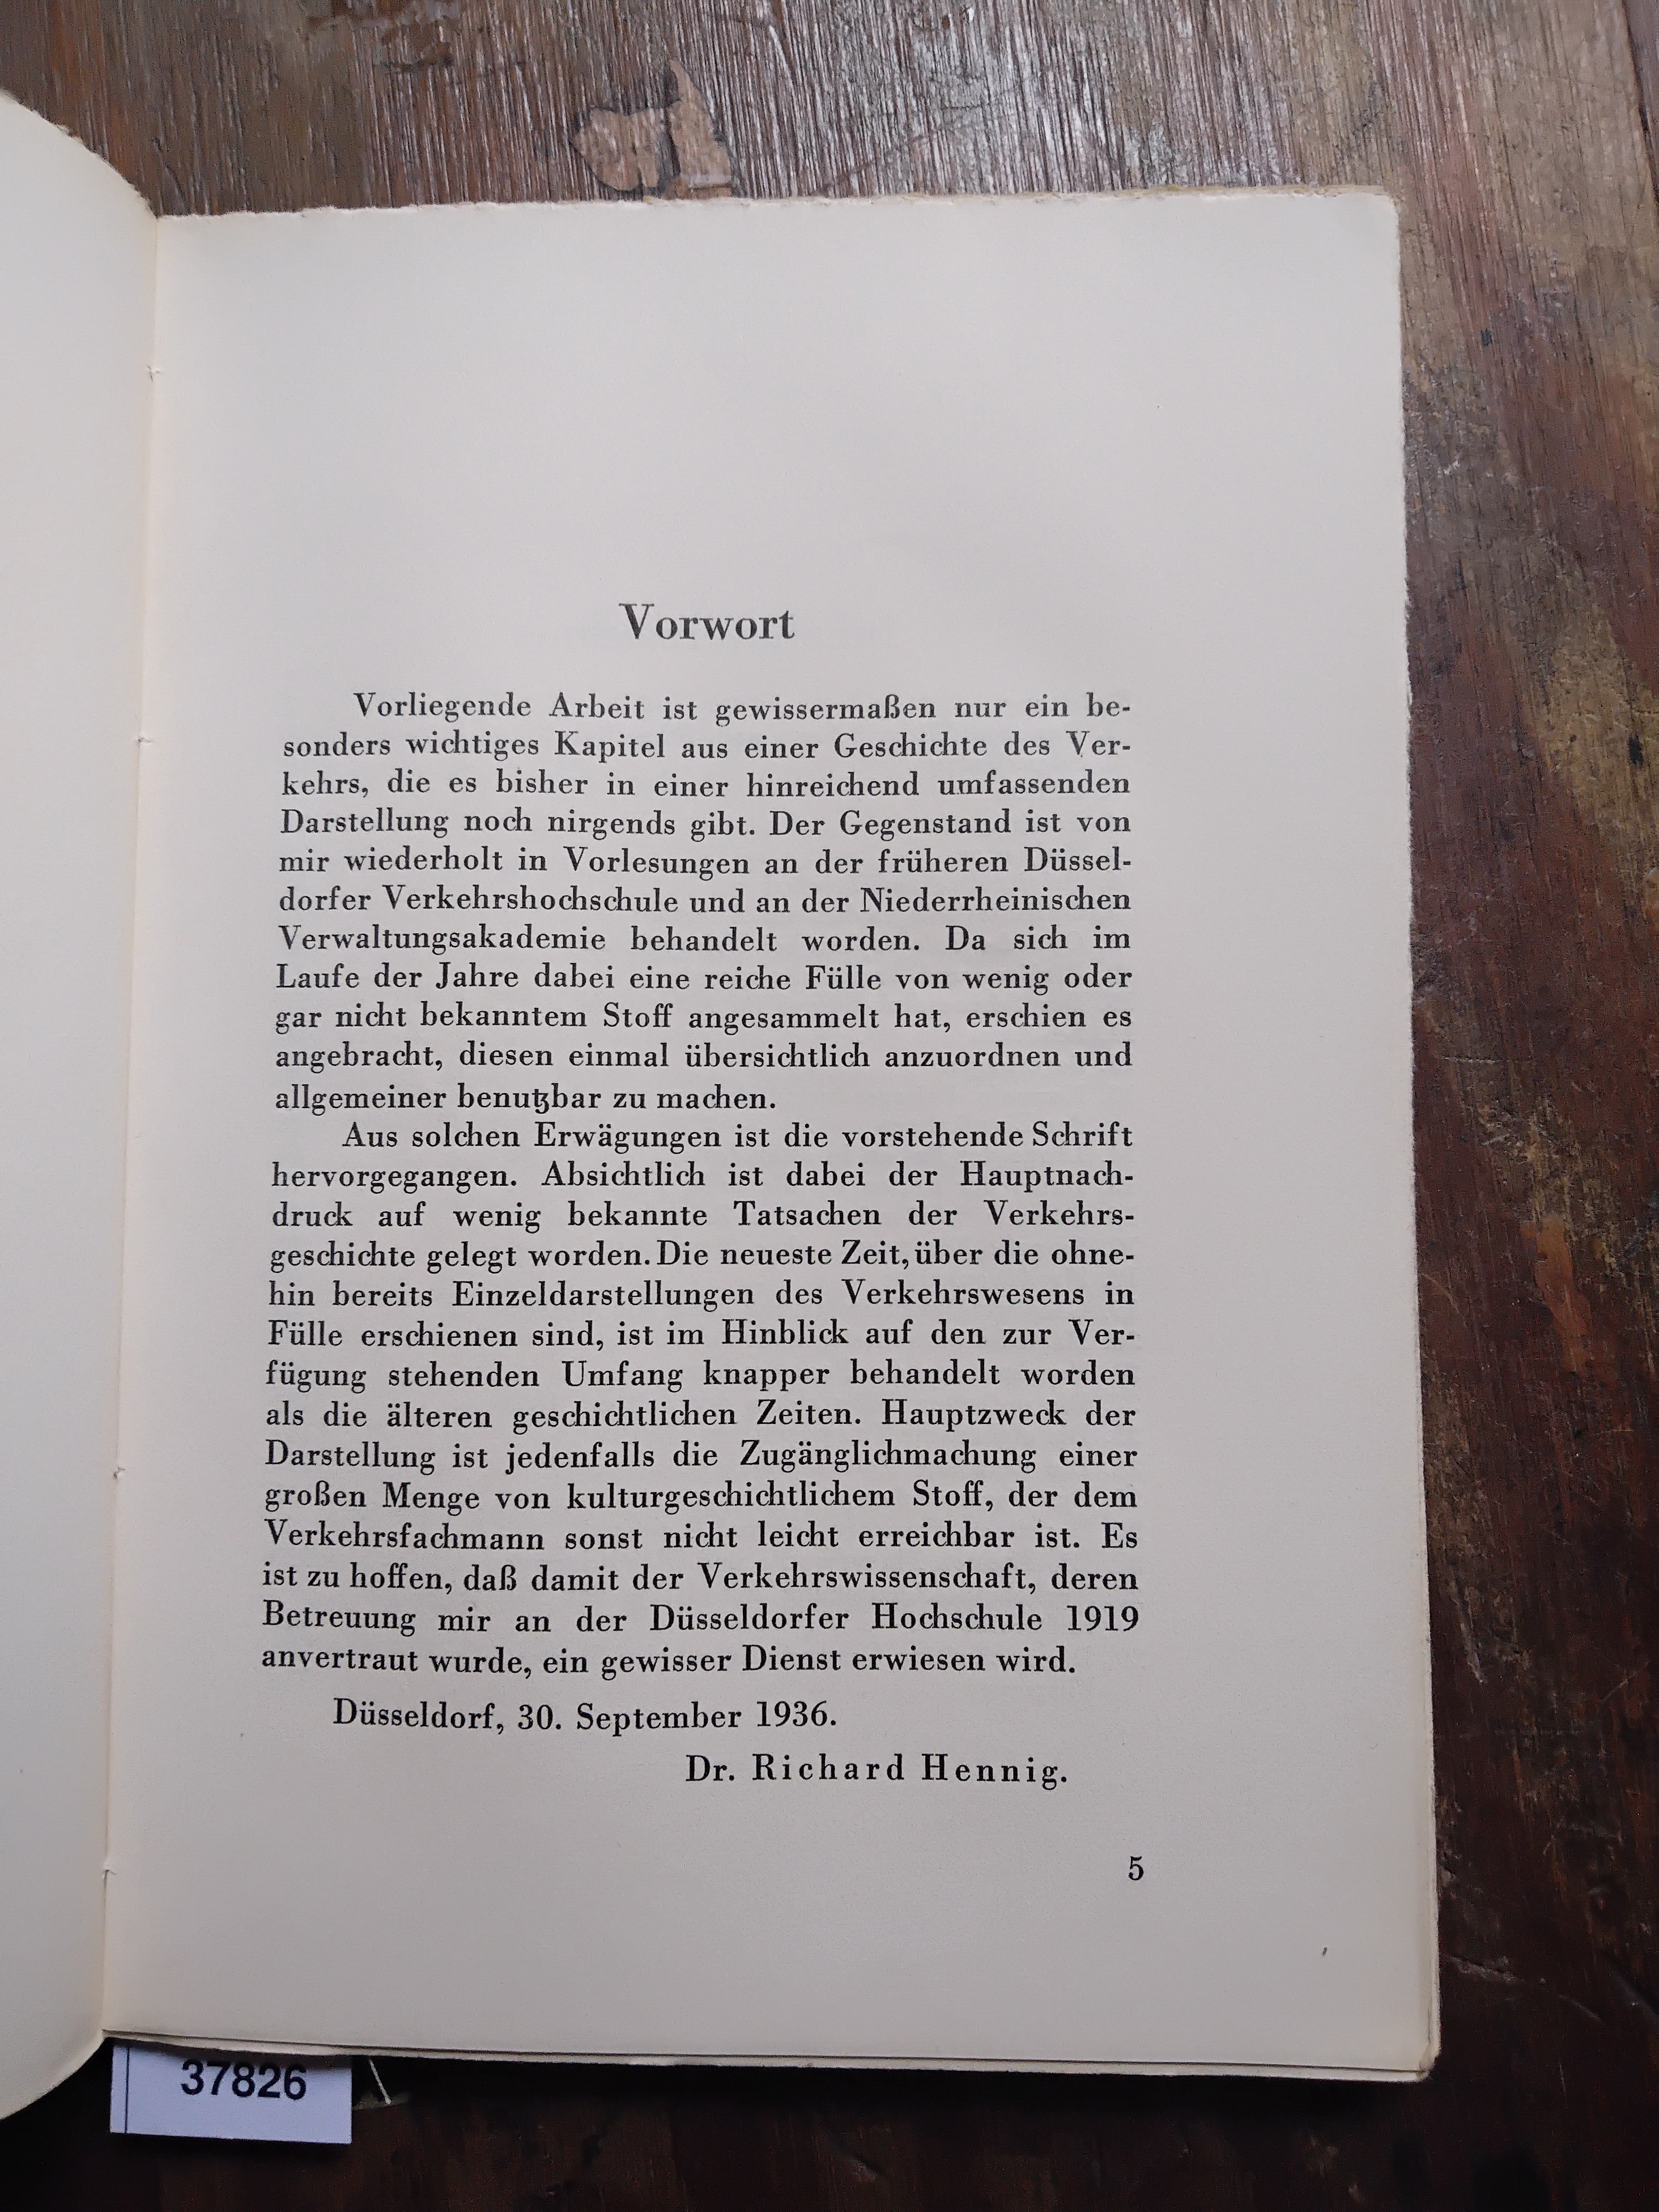 Vorwort
Vorliegende Arbeit ist gewissermaßen nur ein be-
sonders wichtiges Kapitel aus einer Geschichte des Ver-
kehrs, die es bisher in einer hinreichend umfassenden
Darstellung noch nirgends gibt. Der Gegenstand ist von
mir wiederholt in Vorlesungen an der früheren Düssel-
dorfer Verkehrshochschule und an der Niederrheinischen
Verwaltungsakademie behandelt worden. Da sich im
Laufe der Jahre dabei eine reiche Fülle von wenig oder
gar nicht bekanntem Stoff angesammelt hat, erschien es
angebracht, diesen einmal übersichtlich anzuordnen und
allgemeiner benutzbar zu machen.
Aus solchen Erwägungen ist die vorstehende Schrift
hervorgegangen. Absichtlich ist dabei der Hauptnach-
druck auf wenig bekannte Tatsachen der Verkehrs-
geschichte gelegt worden. Die neueste Zeit, über die ohne-
hin bereits Einzeldarstellungen des Verkehrswesens in
Fülle erschienen sind, ist im Hinblick auf den zur Ver-
fügung stehenden Umfang knapper behandelt worden
als die älteren geschichtlichen Zeiten. Hauptzweck der
Darstellung ist jedenfalls die Zugänglichmachung einer
großen Menge von kulturgeschichtlichem Stoff, der dem
Verkehrsfachmann sonst nicht leicht erreichbar ist. Es
ist zu hoffen, daß damit der Verkehrswissenschaft, deren
Betreuung mir an der Düsseldorfer Hochschule 1919
anvertraut wurde, ein gewisser Dienst erwiesen wird.
Düsseldorf, 30. September 1936.
Dr. Richard Hennig.
5
37826